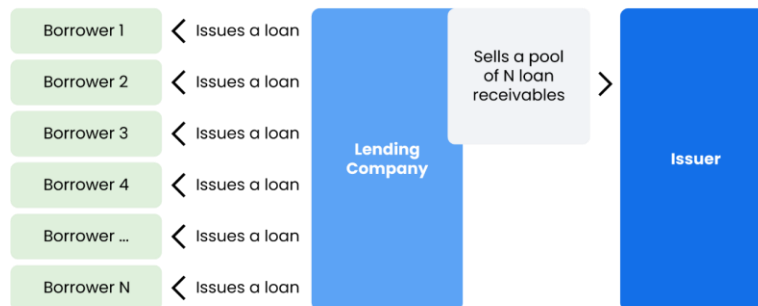 Borrower 1
Issues a loan
Borrower 2
Issues a loan
Borrower 3
Issues a loan
Borrower 4
Issues a loan
Borrower ...
Issues a loan
Borrower N
Issues a loan
Lending
Company
Sells a pool
of N loan
receivables
Issuer